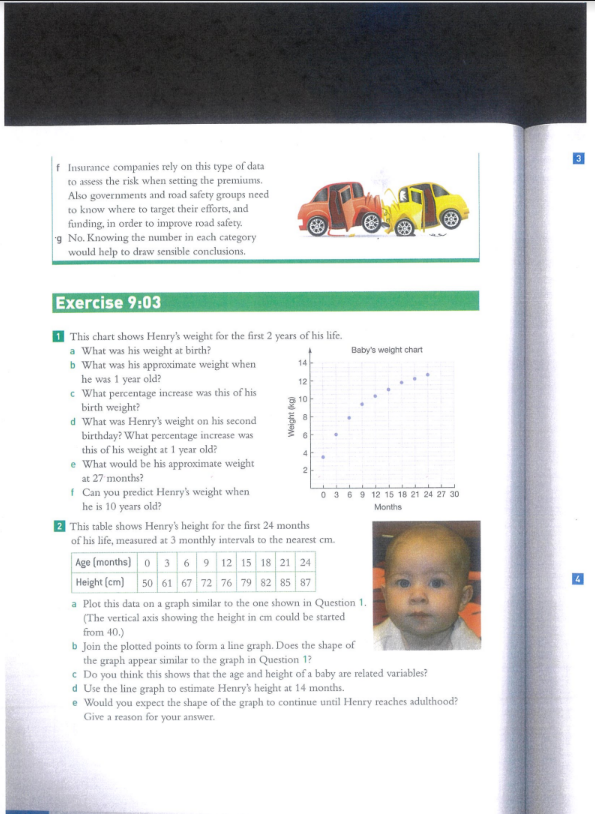 f Insurance companies rely on this type of data
to assess the risk when setting the premiums.
Also governments and road safety groups need
to know where to target their efforts, and
funding, in order to improve road safety.
g No. Knowing the number in each category
would help to draw sensible conclusions.
3
Exercise 9:03
1 This chart shows Henry's weight for the first 2 years of his life.
a What was his weight at birth?
b What was his approximate weight when
he was 1 year old?
c What percentage increase was this of his
birth weight?
d What was Henry's weight on his second
birthday? What percentage increase was
this of his weight at 1 year old?
e What would be his approximate weight
at 27 months?
f Can you predict Henry's weight when
he is 10 years old?
Baby's weight chart
Weight (kg)
14
12
10
8
6
4
2
0 3 6 9 12 15 18 21 24 27 30
Months
2 This table shows Henry's height for the first 24 months
of his life, measured at 3 monthly intervals to the nearest cm.
Age (months) 0 3 6 9 12 15 18 21 24
Height (cm) 50 61 67 72 76 79 82 85 87
a Plot this data on a graph similar to the one shown in Question 1.
(The vertical axis showing the height in cm could be started
from 40.)
b Join the plotted points to form a line graph. Does the shape of
the graph appear similar to the graph in Question 1?
c Do you think this shows that the age and height of a baby are related variables?
d Use the line graph to estimate Henry's height at 14 months.
e Would you expect the shape of the graph to continue until Henry reaches adulthood?
Give a reason for your answer.
4